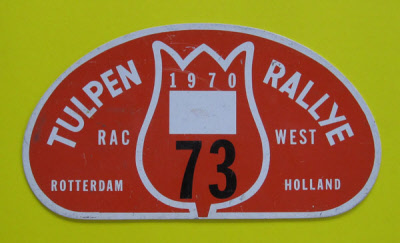 TULPEN RALLYE
1970
RAC WEST
73
ROTTERDAM HOLLAND